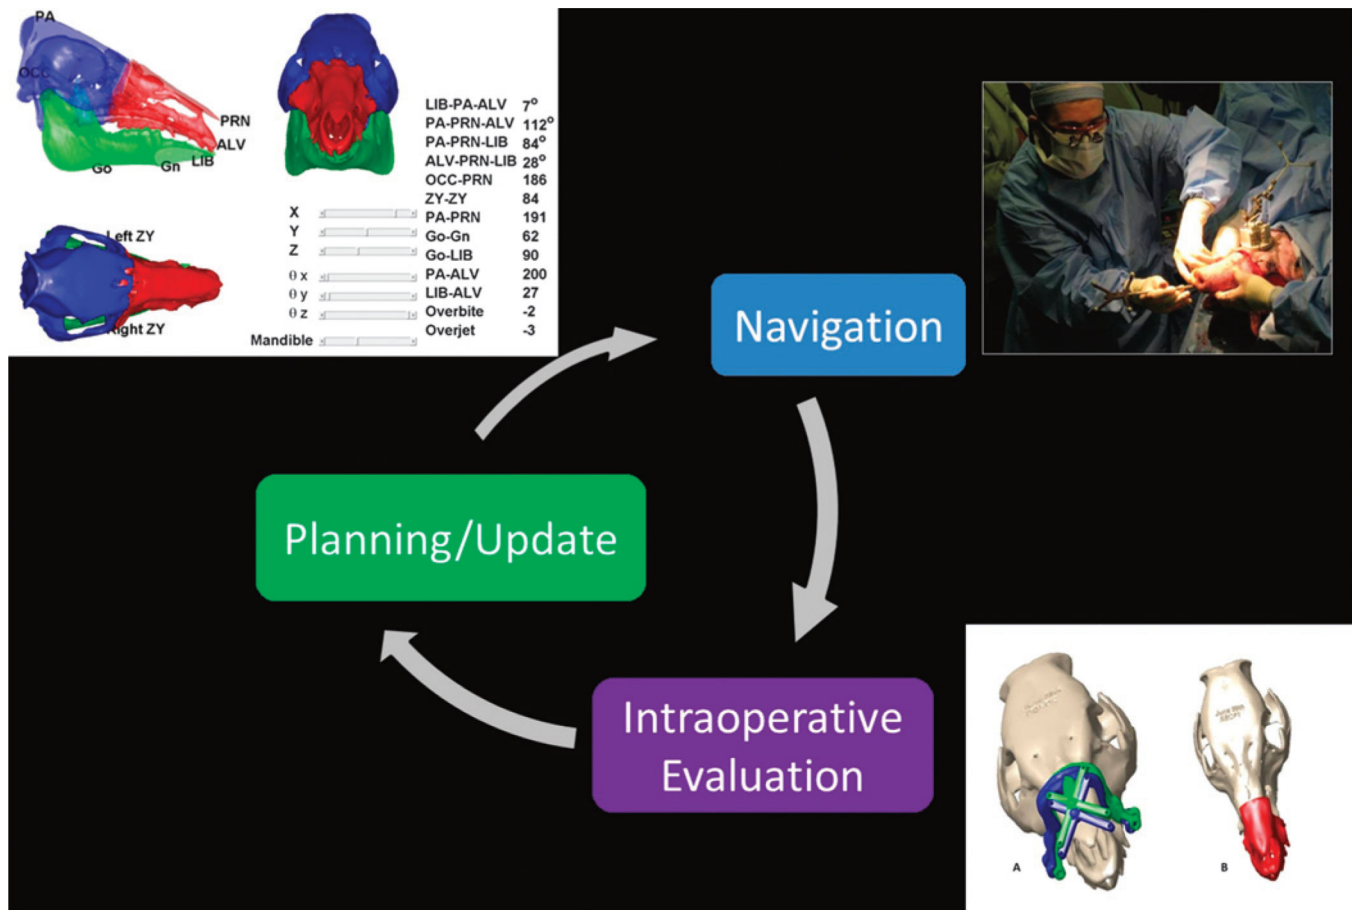 PA
OCC
PRN
ALV
LIB
Go
Gn
Left ZY
Right ZY
X
Y
Z
θ x
θ y
θ z
Mandible
LIB-PA-ALV 7°
PA-PRN-ALV 112°
PA-PRN-LIB 84°
ALV-PRN-LIB 28°
OCC-PRN 186
ZY-ZY 84
PA-PRN 191
Go-Gn 62
Go-LIB 90
PA-ALV 200
LIB-ALV 27
Overbite -2
Overjet -3
Navigation
Planning/Update
Intraoperative
Evaluation
A
B